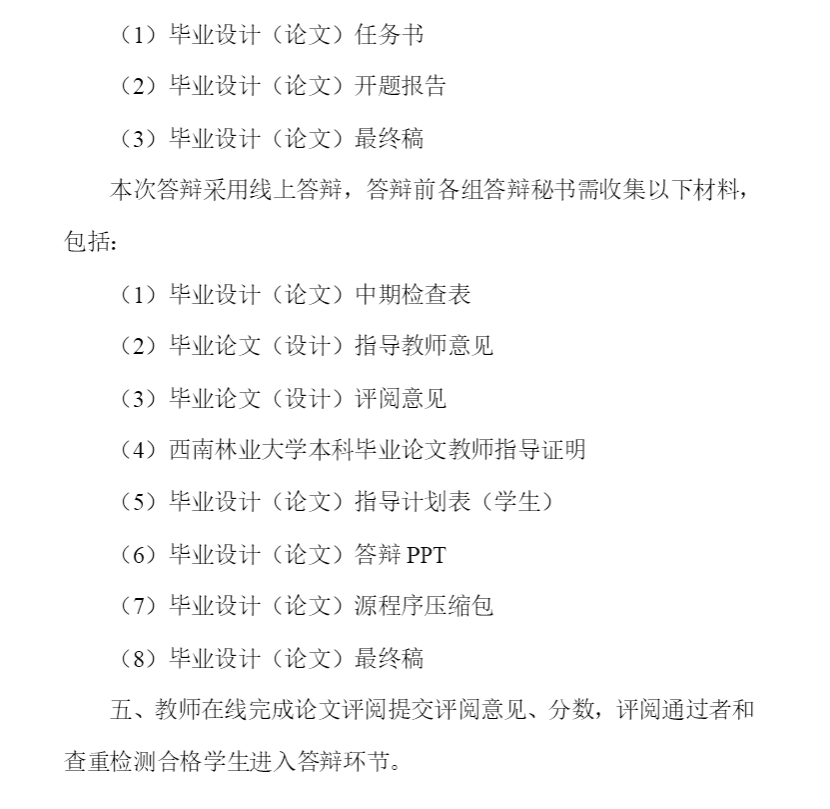 （1）毕业设计（论文）任务书
（2）毕业设计（论文）开题报告
（3）毕业设计（论文）最终稿
本次答辩采用线上答辩，答辩前各组答辩秘书需收集以下材料，
包括：
（1）毕业设计（论文）中期检查表
（2）毕业论文（设计）指导教师意见
（3）毕业论文（设计）评阅意见
（4）西南林业大学本科毕业论文教师指导证明
（5）毕业设计（论文）指导计划表（学生）
（6）毕业设计（论文）答辩 PPT
（7）毕业设计（论文）源程序压缩包
（8）毕业设计（论文）最终稿
五、教师在线完成论文评阅提交评阅意见、分数，评阅通过者和
查重检测合格学生进入答辩环节。